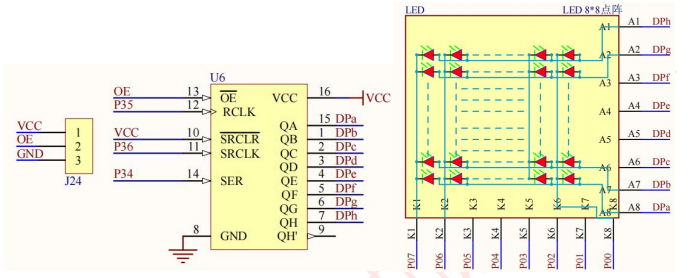 LED
LED 8*8点阵
A1 A1 DPh
A2 A2 DPg
A3 A3 DPf
A4 A4 DPe
A5 A5 DPd
A6 A6 DPc
A7 A7 DPb
A8 A8 DPa
K1 K2 K3 K4 K5 K6 K7 K8
K1 K2 K3 K4 K5 K6 K7 K8
P07 P06 P05 P04 P03 P02 P01 P00
U6
OE 13 OE VCC 16 VCC
P35 12 RCLK
QA 15 DPa
VCC 10 SRCLR QB 1 DPb
P36 11 SRCLK QC 2 DPc
QD 3 DPd
P34 14 SER QE 4 DPe
QF 5 DPf
QG 6 DPg
QH 7 DPh
8 GND QH' 9
VCC 1
OE 2
GND 3
J24